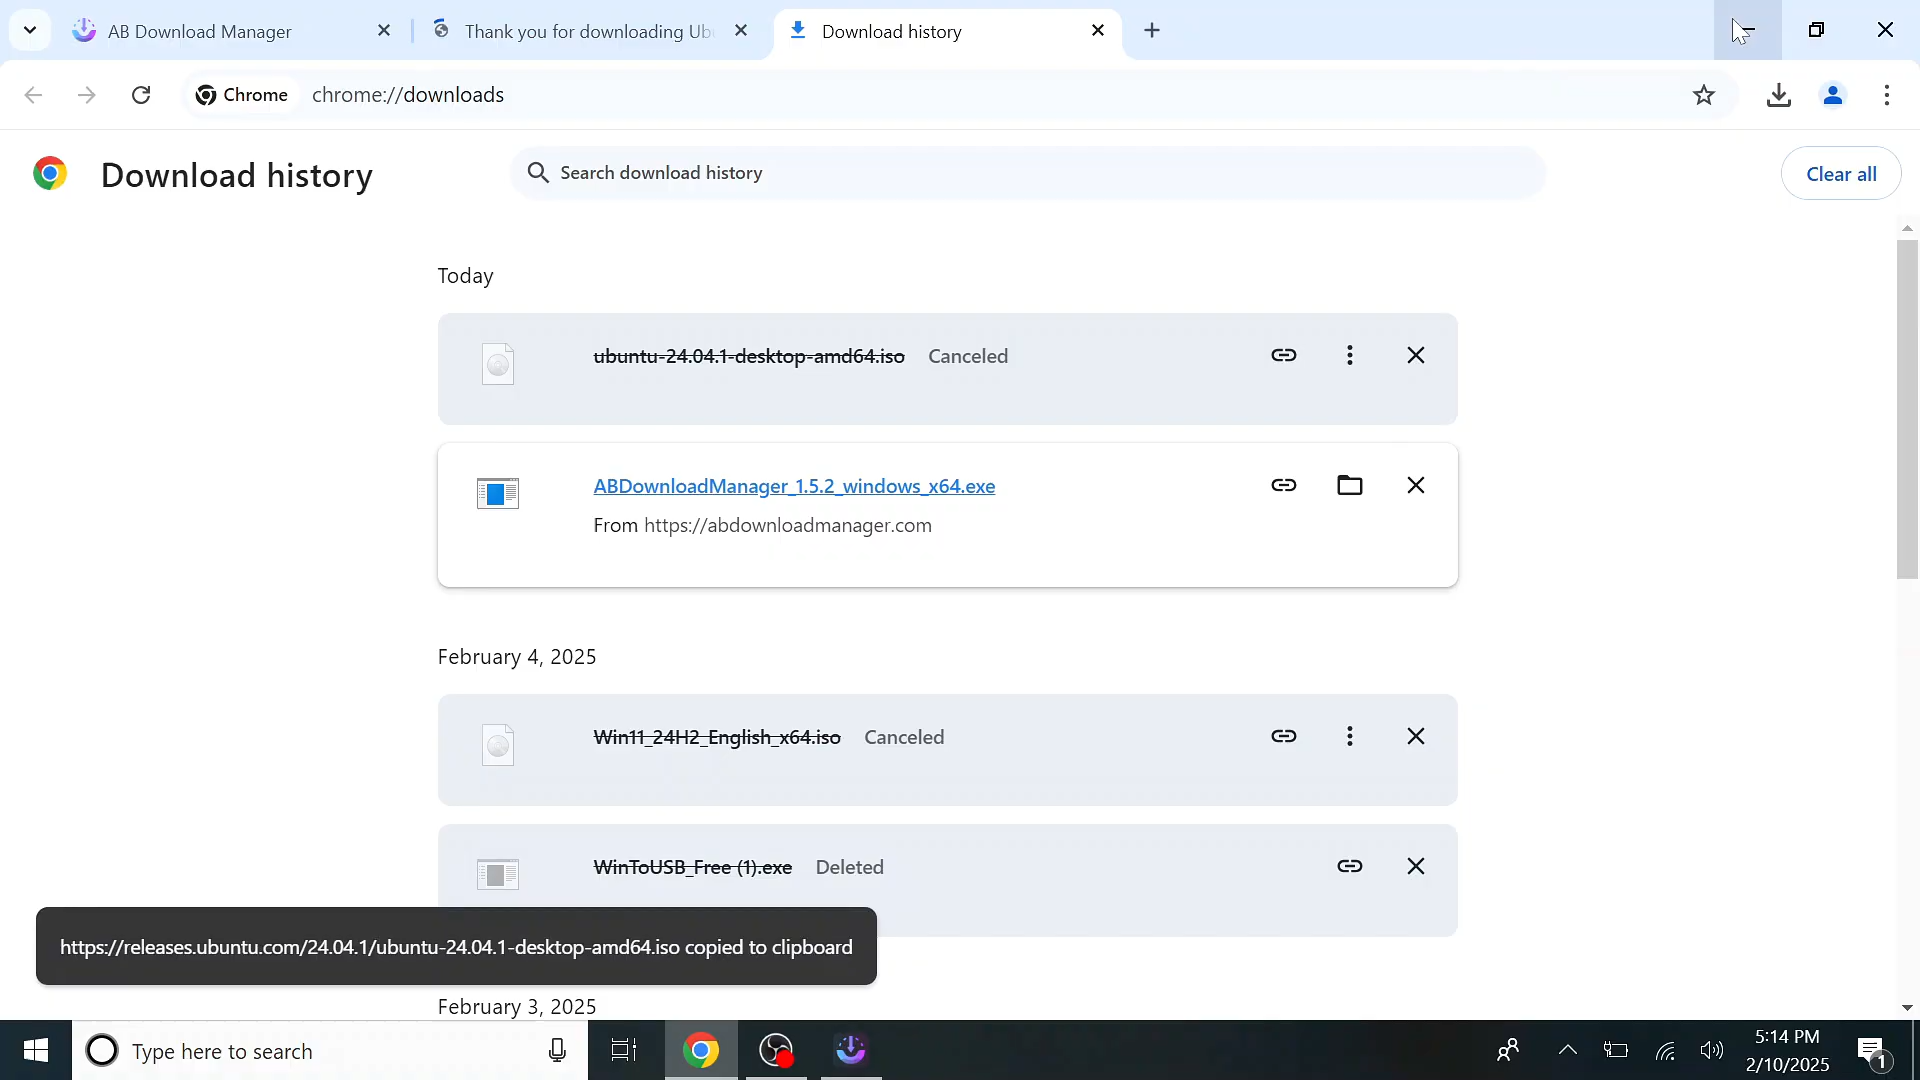 AB Download Manager
Thank you for downloading Ub
Download history
Chrome
chrome://downloads
Download history
Search download history
Clear all
Today
ubuntu-24.04.1-desktop-amd64.iso Canceled
ABDownloadManager_1.5.2_windows_x64.exe
From https://abdownloadmanager.com
February 4, 2025
Win11_24H2_English_x64.iso Canceled
WinToUSB_Free (1).exe Deleted
https://releases.ubuntu.com/24.04.1/ubuntu-24.04.1-desktop-amd64.iso copied to clipboard
February 3, 2025
Type here to search
5:14 PM
2/10/2025
1